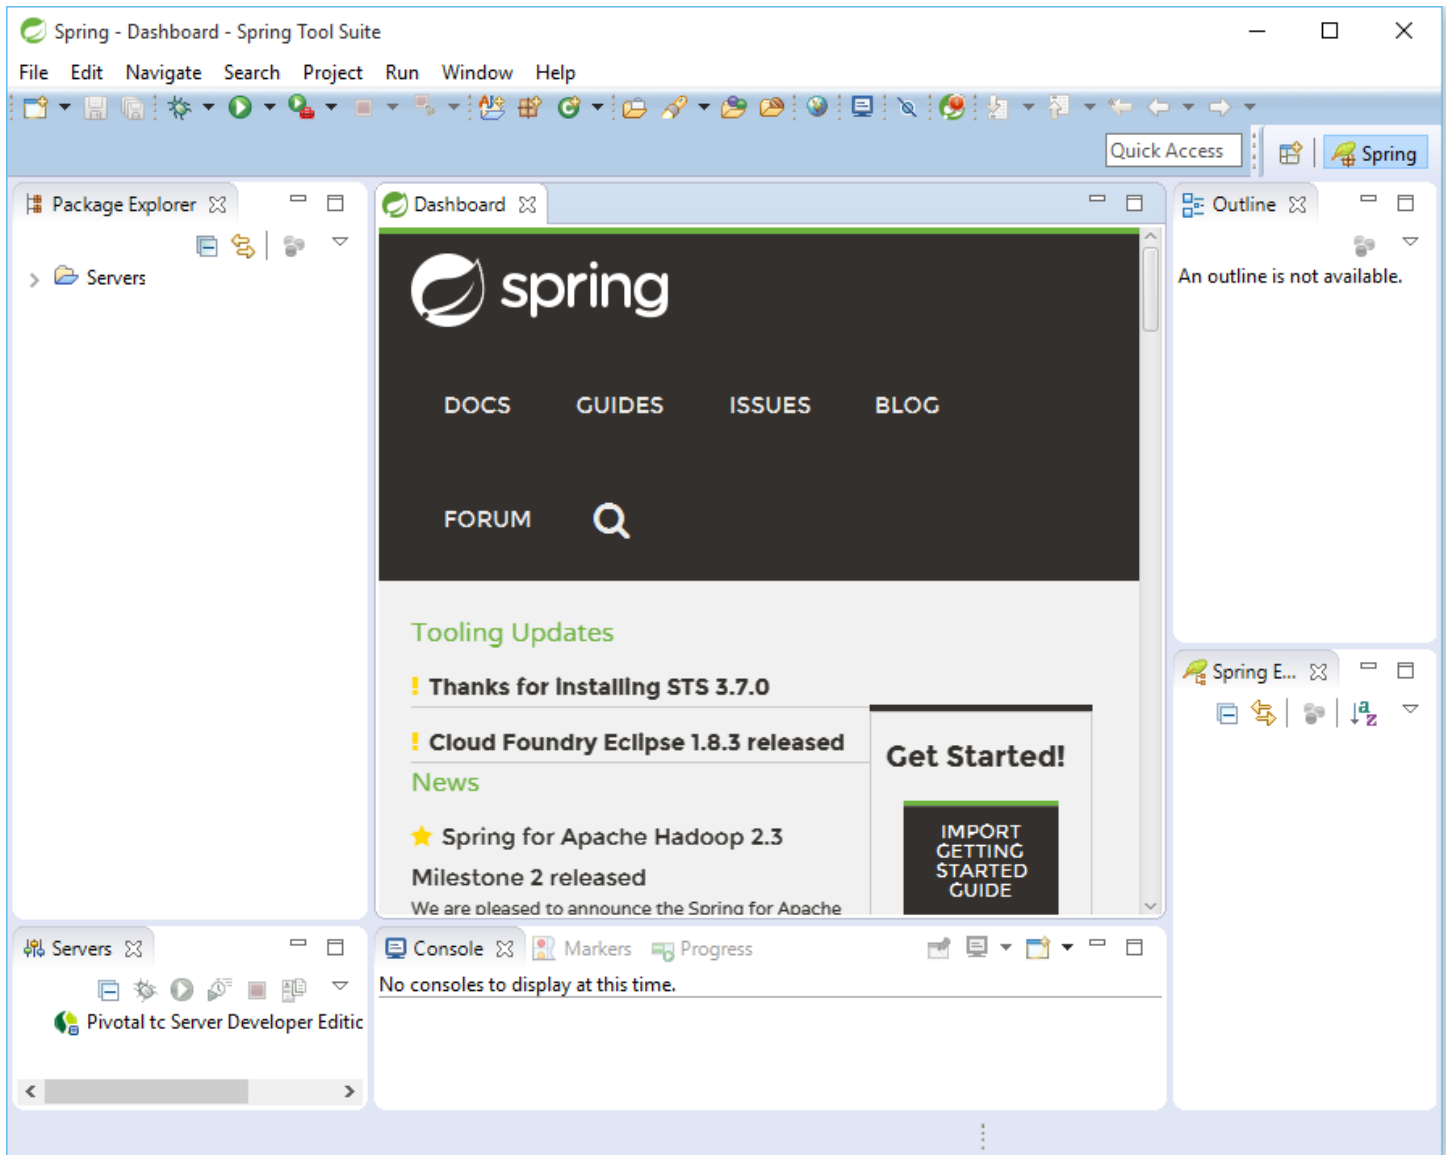 Spring - Dashboard - Spring Tool Suite
File Edit Navigate Search Project Run Window Help
Quick Access
Spring
Package Explorer
Servers
Dashboard
spring
DOCS GUIDES ISSUES BLOG
FORUM
Tooling Updates
! Thanks for installing STS 3.7.0
! Cloud Foundry Eclipse 1.8.3 released
News
Spring for Apache Hadoop 2.3
Milestone 2 released
We are pleased to announce the Spring for Apache
Get Started!
IMPORT
GETTING
STARTED
GUIDE
Outline
An outline is not available.
Spring E...
Servers
Pivotal tc Server Developer Editic
Console Markers Progress
No consoles to display at this time.